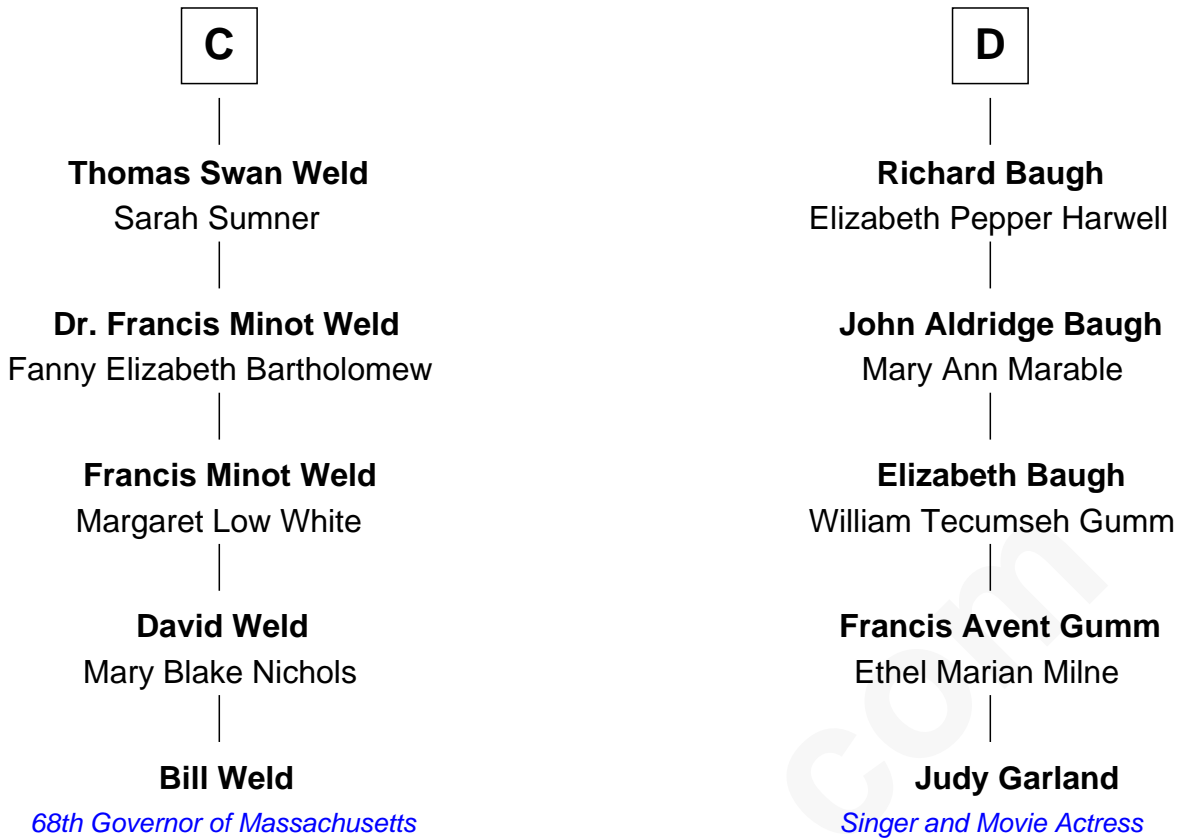 C
Thomas Swan Weld
Sarah Sumner
Dr. Francis Minot Weld
Fanny Elizabeth Bartholomew
Francis Minot Weld
Margaret Low White
David Weld
Mary Blake Nichols
Bill Weld
68th Governor of Massachusetts
D
Richard Baugh
Elizabeth Pepper Harwell
John Aldridge Baugh
Mary Ann Marable
Elizabeth Baugh
William Tecumseh Gumm
Francis Avent Gumm
Ethel Marian Milne
Judy Garland
Singer and Movie Actress
com